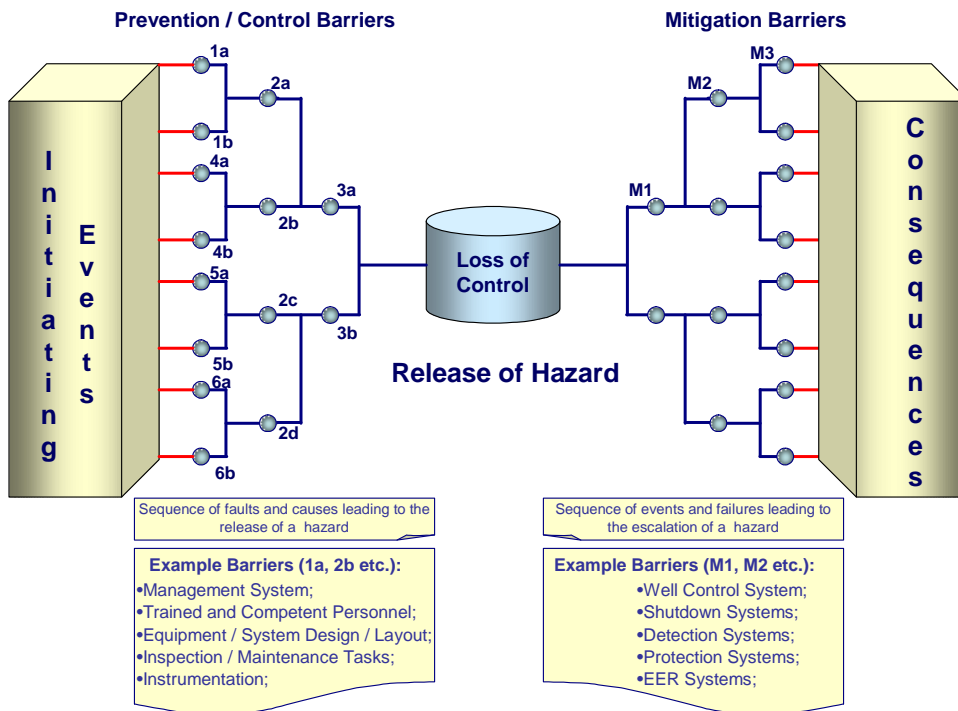 Prevention / Control Barriers
Mitigation Barriers
1a
2a
1b
4a
3a
2b
4b
5a
2c
3b
5b
6a
2d
6b
M3
M2
M1
Initiating
Events
Loss of
Control
Release of Hazard
Consequences
Sequence of faults and causes leading to the
release of a hazard
Sequence of events and failures leading to
the escalation of a hazard
Example Barriers (1a, 2b etc.):
•Management System;
•Trained and Competent Personnel;
•Equipment / System Design / Layout;
•Inspection / Maintenance Tasks;
•Instrumentation;
Example Barriers (M1, M2 etc.):
•Well Control System;
•Shutdown Systems;
•Detection Systems;
•Protection Systems;
•EER Systems;